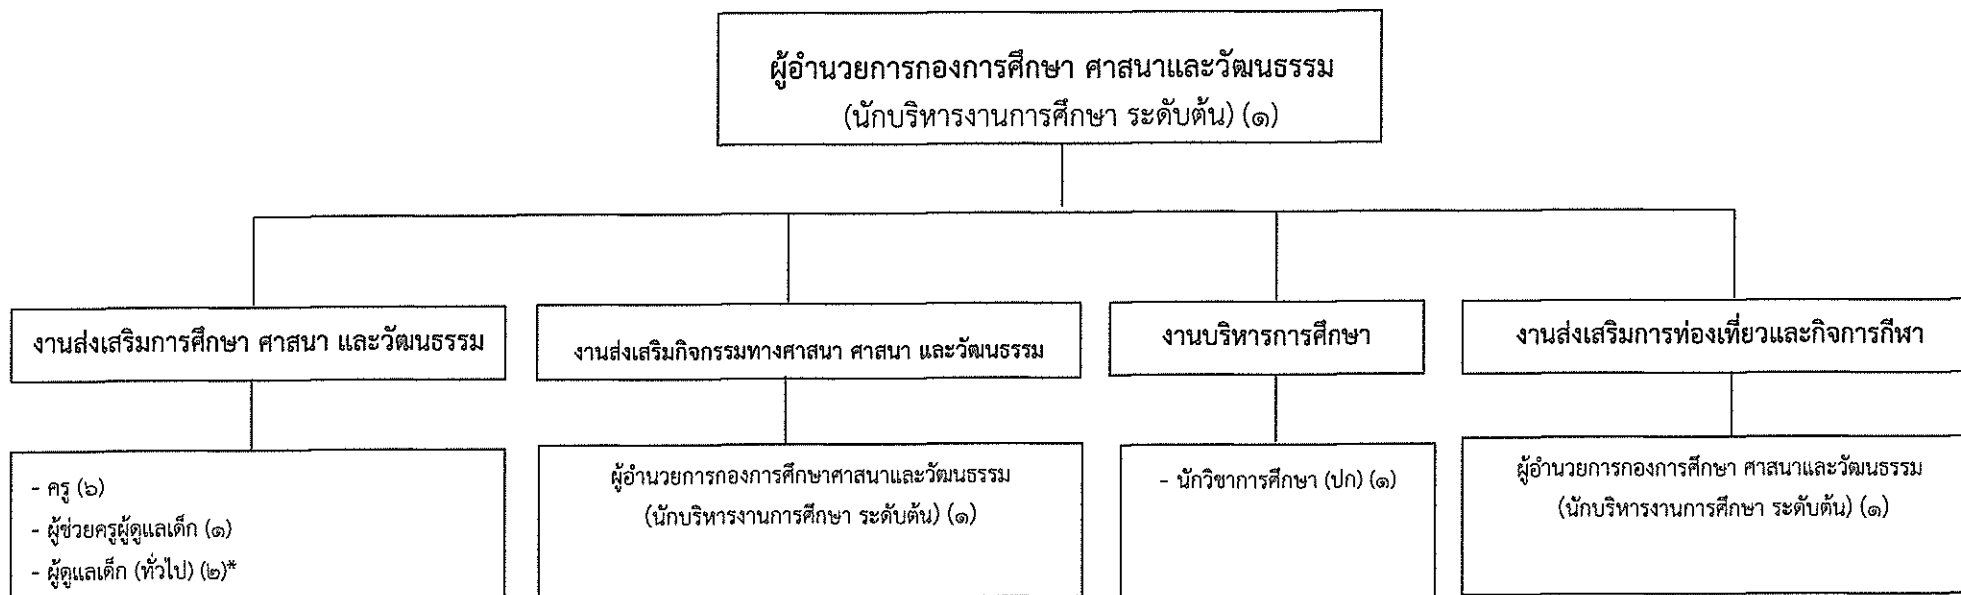 ผู้อำนวยการกองการศึกษา ศาสนาและวัฒนธรรม
(นักบริหารงานการศึกษา ระดับต้น) (๑)
งานส่งเสริมการศึกษา ศาสนา และวัฒนธรรม
งานส่งเสริมกิจกรรมทางศาสนา ศาสนา และวัฒนธรรม
งานบริหารการศึกษา
งานส่งเสริมการท่องเที่ยวและกิจการกีฬา
- ครู (๖)
- ผู้ช่วยครูผู้ดูแลเด็ก (๑)
- ผู้ดูแลเด็ก (ทั่วไป) (๒)*
ผู้อำนวยการกองการศึกษาศาสนาและวัฒนธรรม
(นักบริหารงานการศึกษา ระดับต้น) (๑)
- นักวิชาการศึกษา (ปก) (๑)
ผู้อำนวยการกองการศึกษา ศาสนาและวัฒนธรรม
(นักบริหารงานการศึกษา ระดับต้น) (๑)